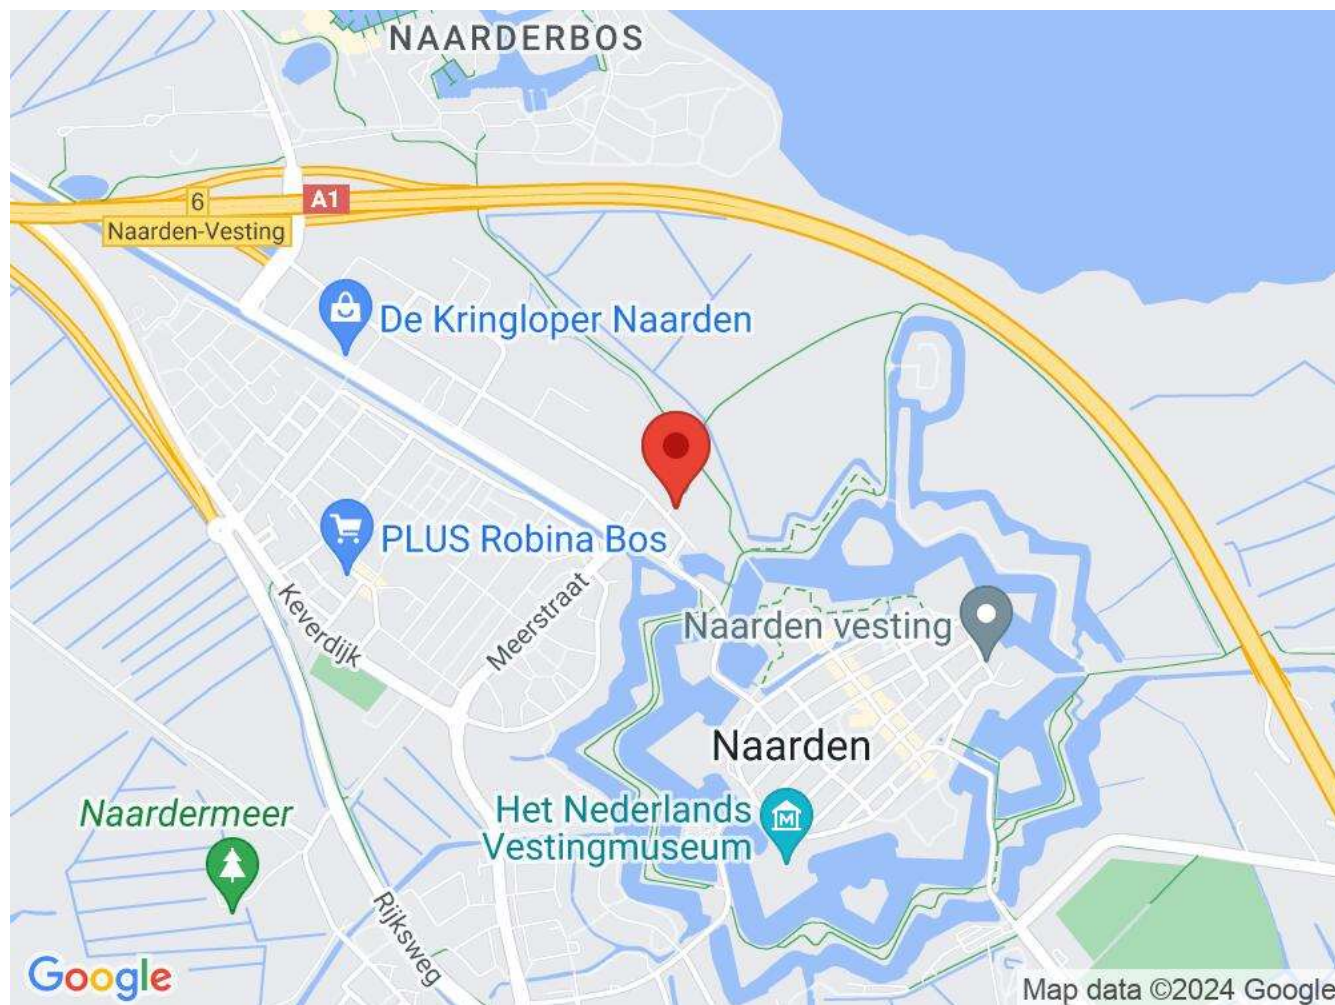 NAARDERBOS
6
A1
Naarden-Vesting
De Kringloper Naarden
PLUS Robina Bos
Keverdijk
Meerstraat
Naarden vesting
Naarden
Naardermeer
Het Nederlands
Vestingmuseum
M
Rijksweg
Google
Map data ©2024 Google